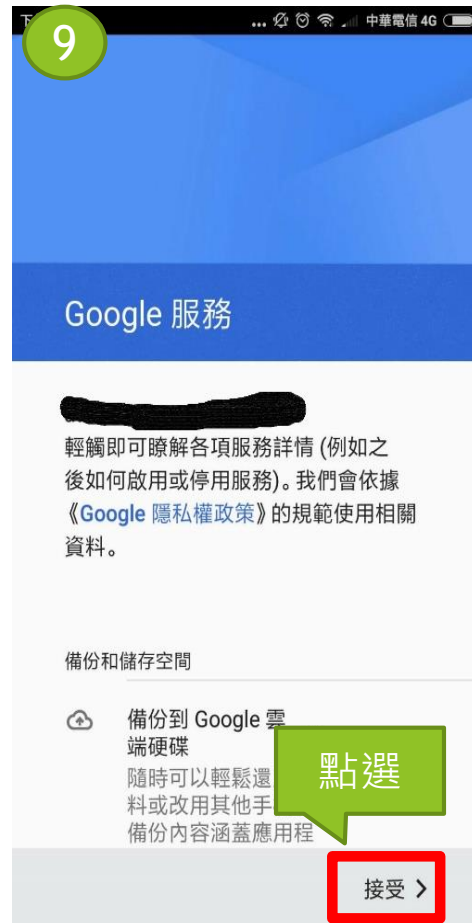 下
9
... 中華電信 4G
Google 服務
輕觸即可瞭解各項服務詳情 (例如之
後如何啟用或停用服務)。我們會依據
《Google 隱私權政策》的規範使用相關
資料。
備份和儲存空間
備份到 Google 雲
端硬碟
隨時可以輕鬆還
料或改用其他手
備份內容涵蓋應用程
點選
接受